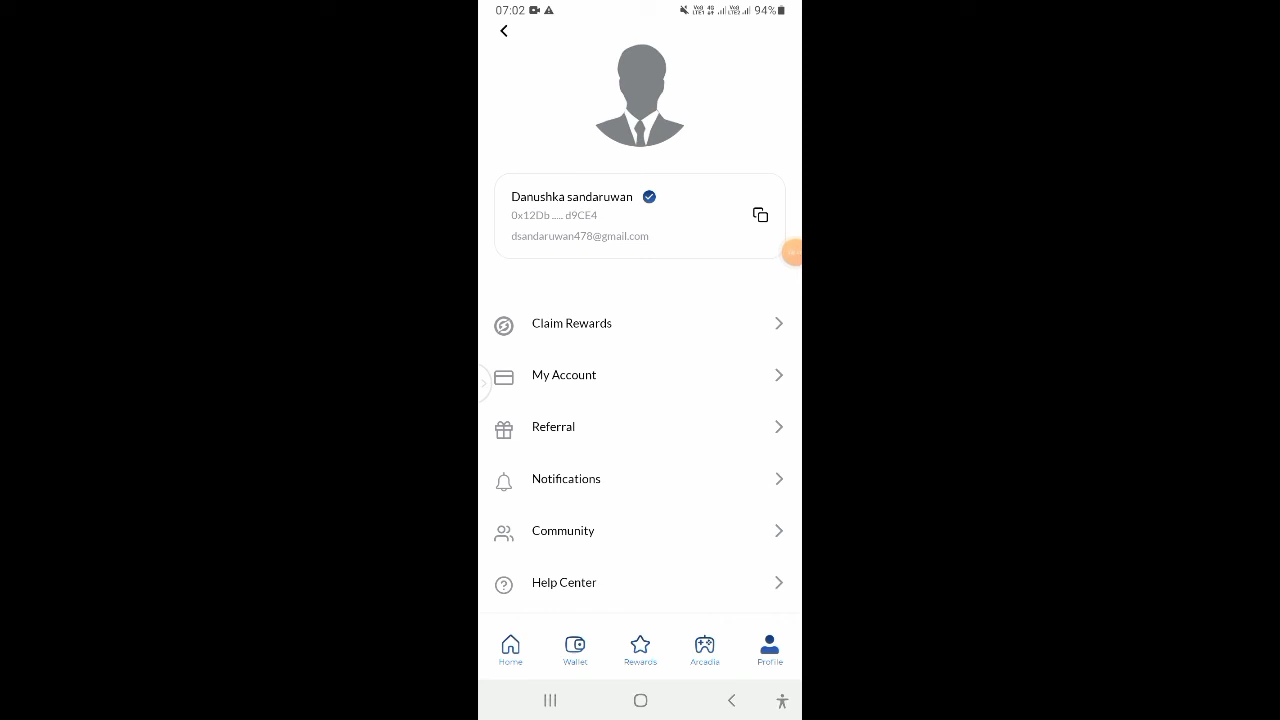 07:02 94%
Danushka sandaruwan
0x12Db ..... d9CE4
dsandaruwan478@gmail.com
Claim Rewards
My Account
Referral
Notifications
Community
Help Center
Home Wallet Rewards Arcadia Profile